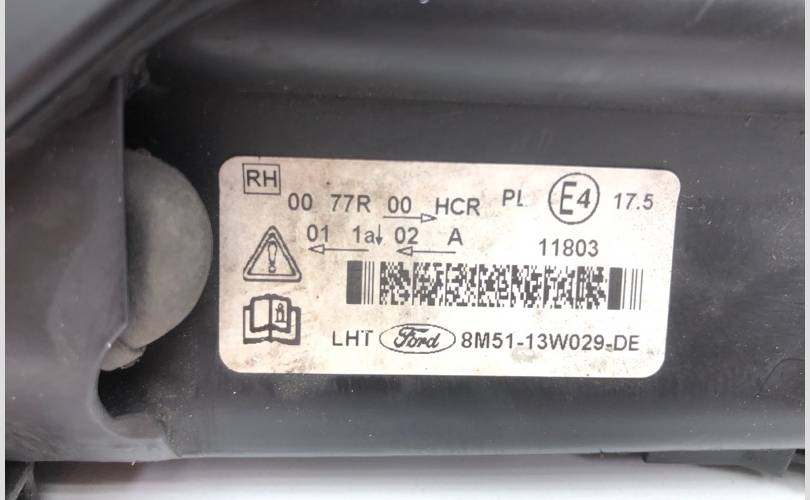 RH
00 77R 00 HCR PL E4 17.5
01 1a 02 A 11803
LHT Ford 8M51-13W029-DE